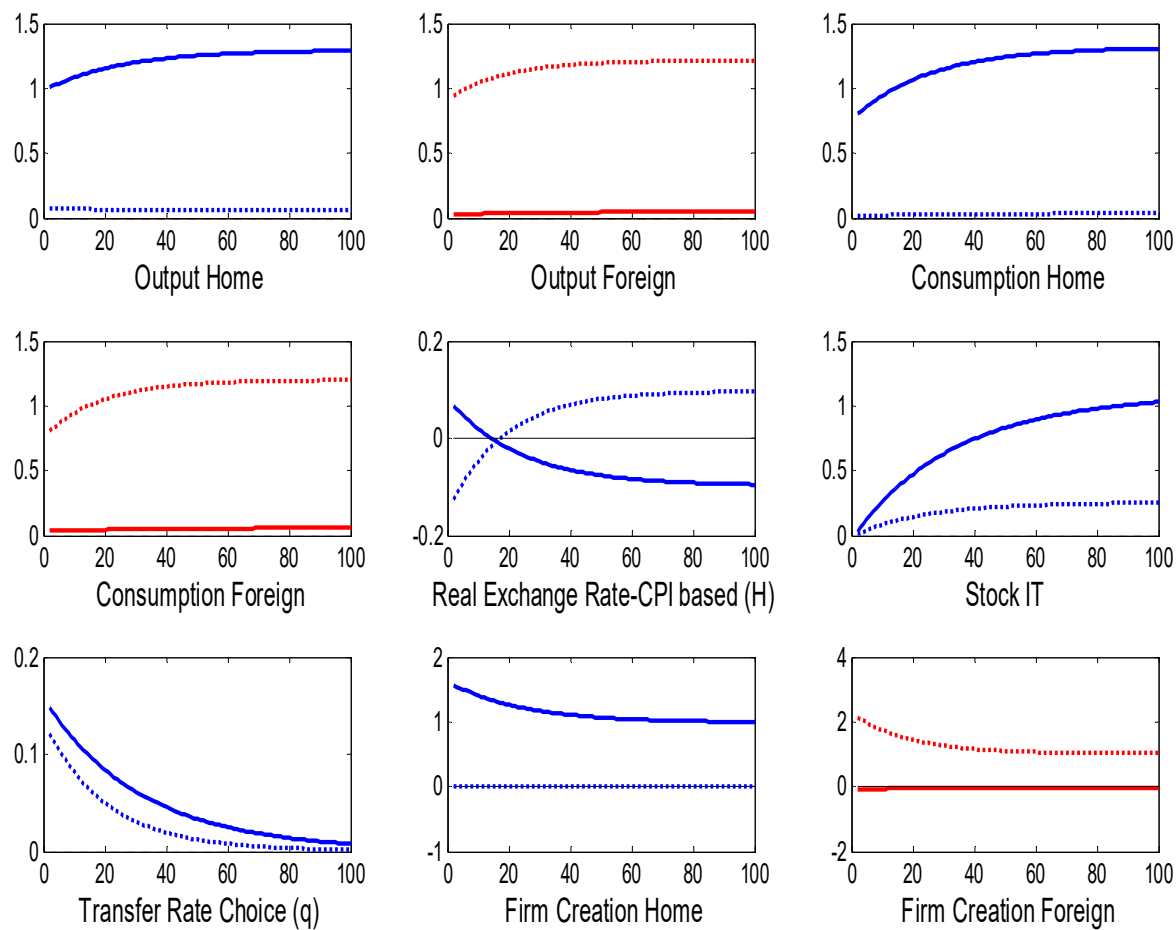 1.5
1
0.5
0
0 20 40 60 80 100
Output Home
1.5
1
0.5
0
0 20 40 60 80 100
Output Foreign
1.5
1
0.5
0
0 20 40 60 80 100
Consumption Home
1.5
1
0.5
0
0 20 40 60 80 100
Consumption Foreign
0.2
0
-0.2
0 20 40 60 80 100
Real Exchange Rate-CPI based (H)
1.5
1
0.5
0
0 20 40 60 80 100
Stock IT
0.2
0.1
0
0 20 40 60 80 100
Transfer Rate Choice (q)
2
1
0
-1
0 20 40 60 80 100
Firm Creation Home
4
2
0
-2
0 20 40 60 80 100
Firm Creation Foreign